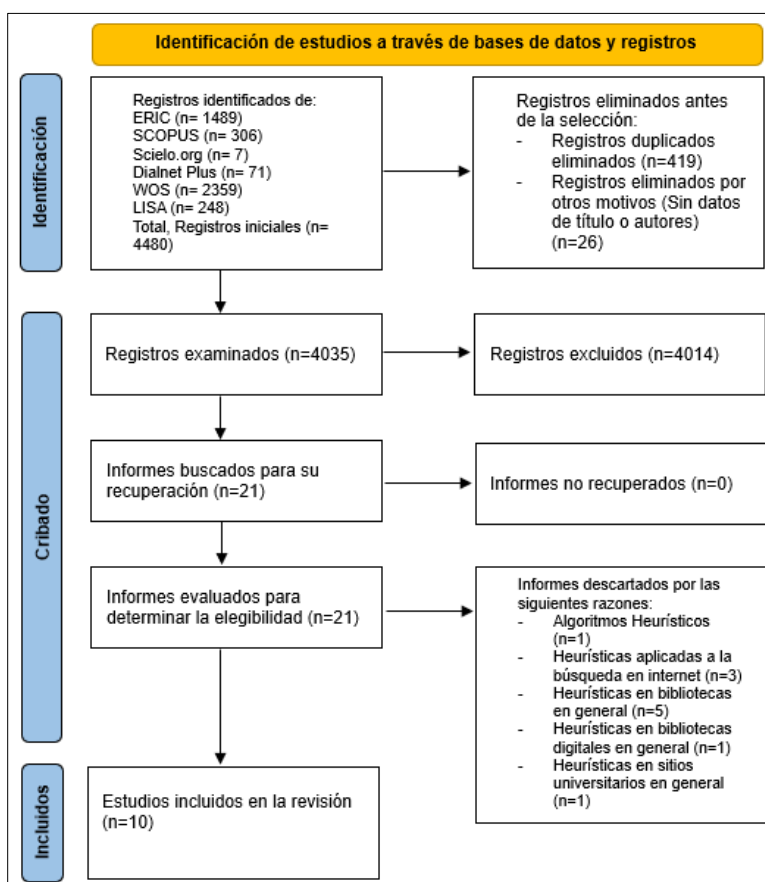 Identificación de estudios a través de bases de datos y registros
Identificación
Registros identificados de:
ERIC (n= 1489)
SCOPUS (n= 306)
Scielo.org (n= 7)
Dialnet Plus (n= 71)
WOS (n= 2359)
LISA (n= 248)
Total, Registros iniciales (n=
4480)
Registros eliminados antes
de la selección:
- Registros duplicados
eliminados (n=419)
- Registros eliminados por
otros motivos (Sin datos
de título o autores)
(n=26)
Cribado
Registros examinados (n=4035)
Registros excluidos (n=4014)
Informes buscados para su
recuperación (n=21)
Informes no recuperados (n=0)
Informes evaluados para
determinar la elegibilidad (n=21)
Informes descartados por las
siguientes razones:
- Algoritmos Heurísticos
(n=1)
- Heurísticas aplicadas a la
búsqueda en internet (n=3)
- Heurísticas en bibliotecas
en general (n=5)
- Heurísticas en bibliotecas
digitales en general (n=1)
- Heurísticas en sitios
universitarios en general
(n=1)
Incluidos
Estudios incluidos en la revisión
(n=10)